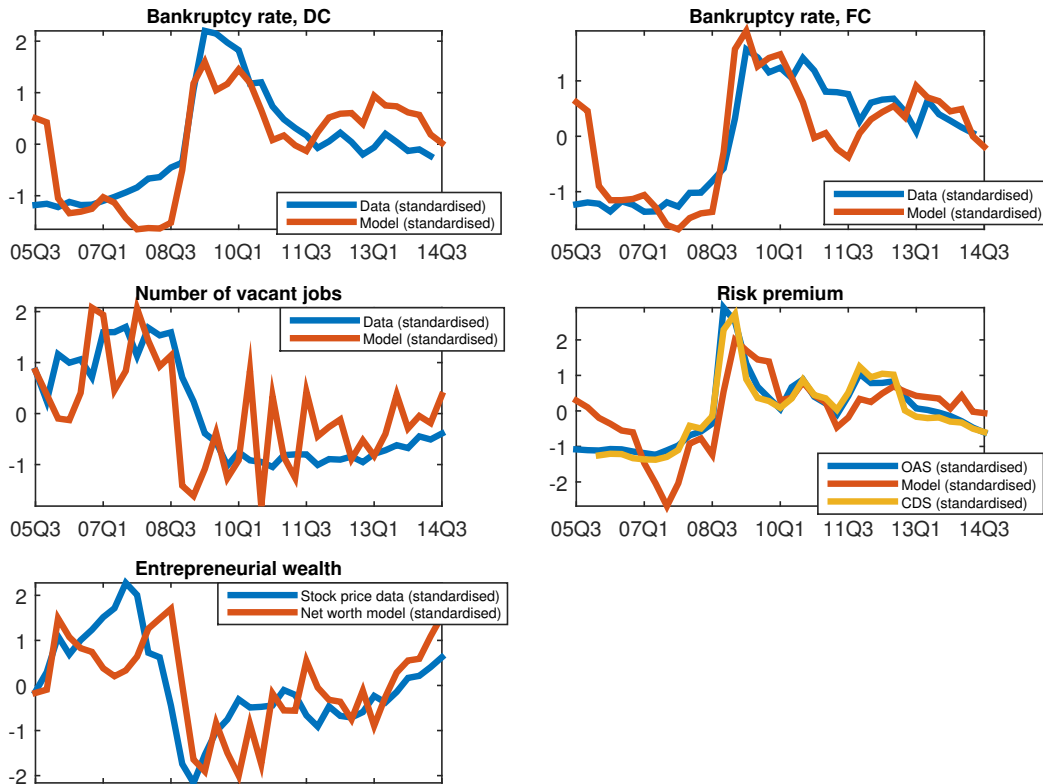 Bankruptcy rate, DC
2
1
0
-1
Data (standardised)
Model (standardised)
05Q3 07Q1 08Q3 10Q1 11Q3 13Q1 14Q3
Bankruptcy rate, FC
1
0
-1
Data (standardised)
Model (standardised)
05Q3 07Q1 08Q3 10Q1 11Q3 13Q1 14Q3
Number of vacant jobs
2
1
0
-1
Data (standardised)
Model (standardised)
05Q3 07Q1 08Q3 10Q1 11Q3 13Q1 14Q3
Risk premium
2
1
0
-1
-2
OAS (standardised)
Model (standardised)
CDS (standardised)
05Q3 07Q1 08Q3 10Q1 11Q3 13Q1 14Q3
Entrepreneurial wealth
2
1
0
-1
-2
Stock price data (standardised)
Net worth model (standardised)